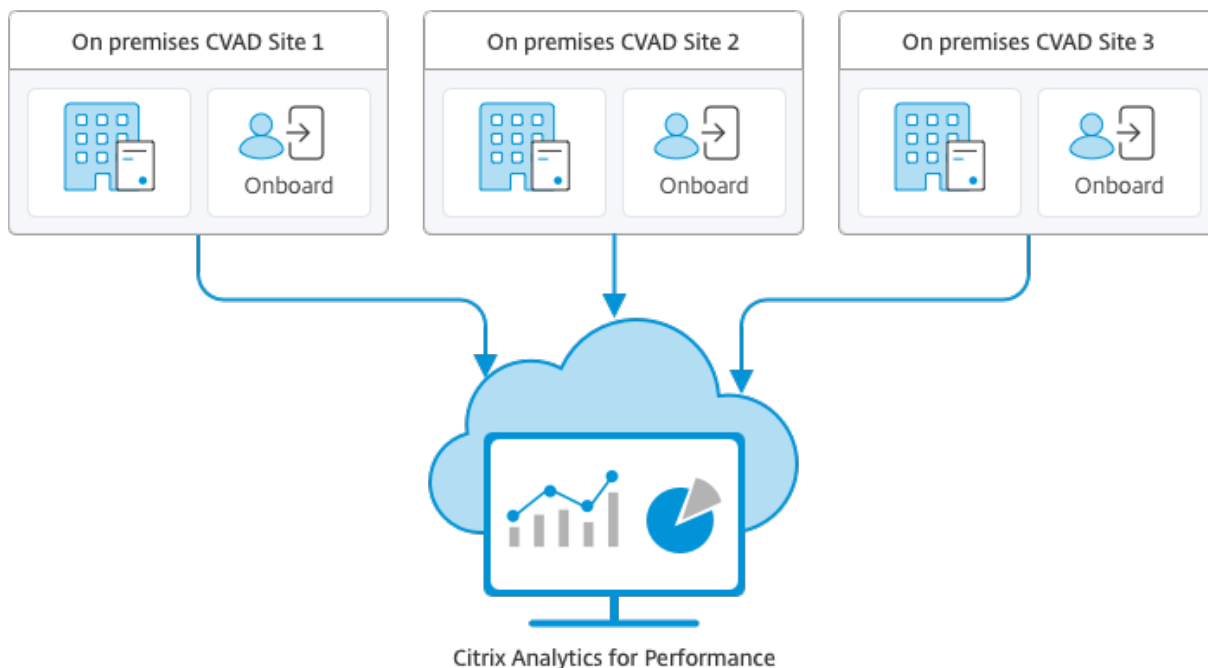 On premises CVAD Site 1
On premises CVAD Site 2
On premises CVAD Site 3
Onboard
Onboard
Onboard
Citrix Analytics for Performance